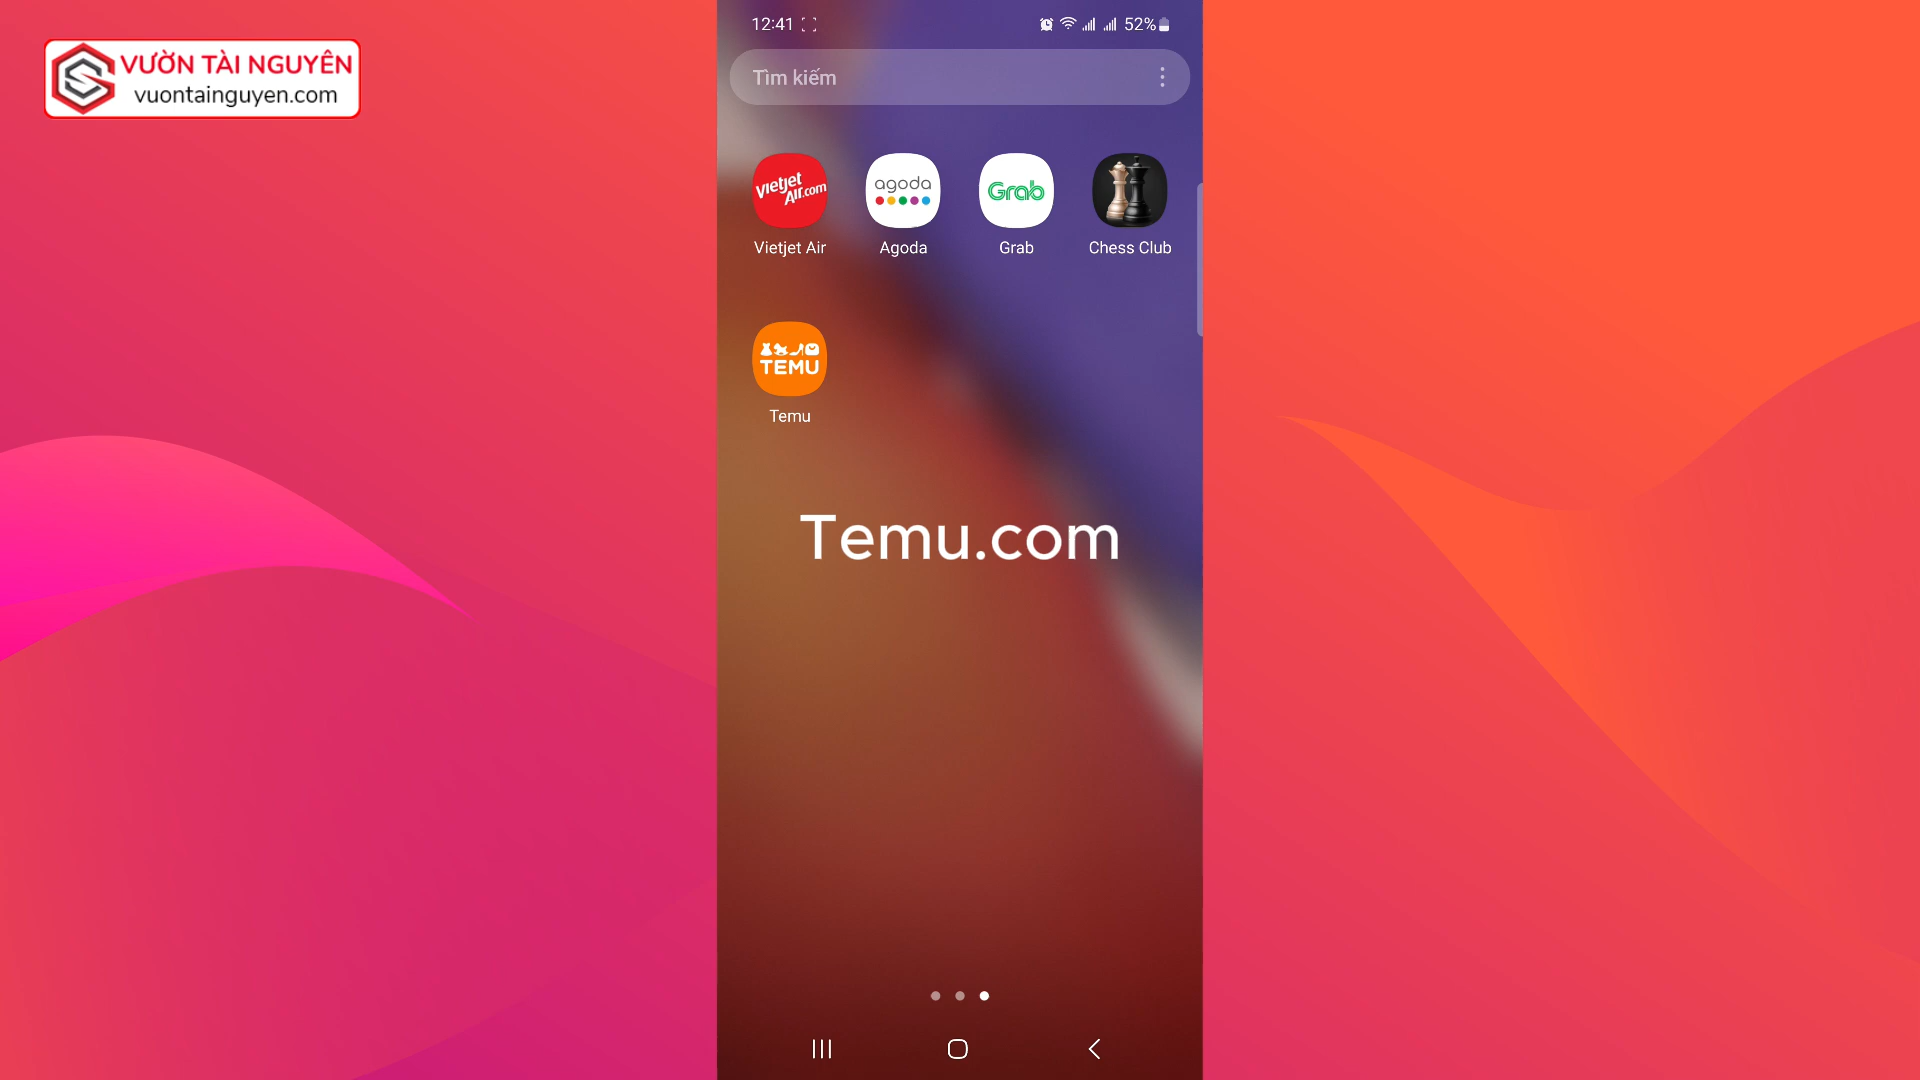 VƯỜN TÀI NGUYÊN
vuontainguyen.com
12:41
52%
Tìm kiếm
vietjet
Air.com
agoda
Grab
Vietjet Air
Agoda
Grab
Chess Club
TEMU
Temu
Temu.com